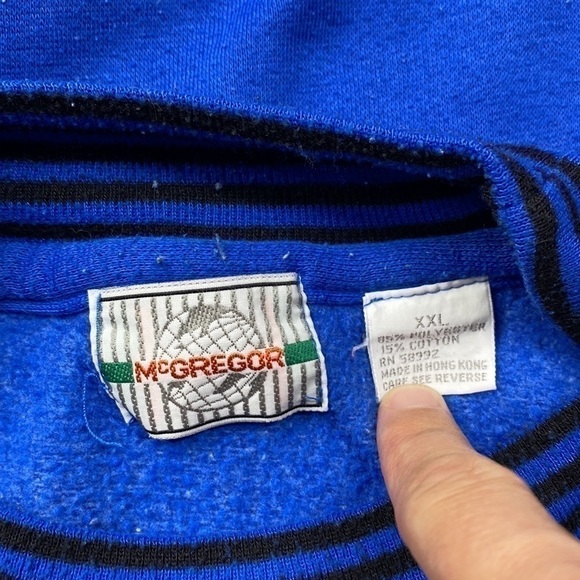 McGREGOR
XXL
85% POLYESTER
15% COTTON
RN 58992
MADE IN HONG KONG
CARE SEE REVERSE